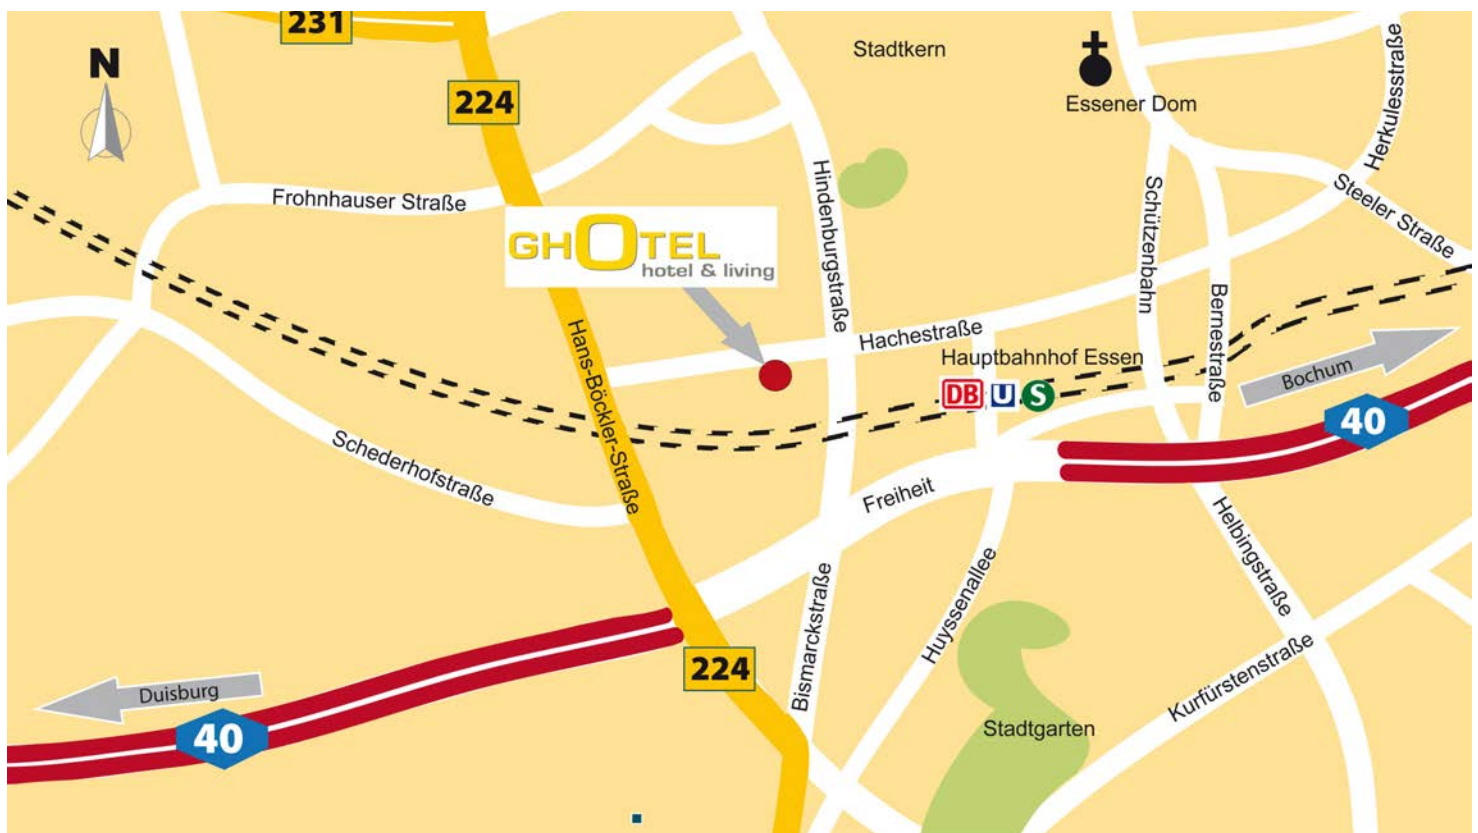 231
Stadtkern
N
224
Essener Dom
Herkulesstraße
Frohnhauser Straße
Hindenburgstraße
Schützenbahn
Steeler Straße
GHOTEL
hotel & living
Bernestraße
Hachestraße
Hauptbahnhof Essen
Hans-Böckler-Straße
DB
U
S
Bochum
40
Schederhofstraße
Freiheit
Helbingstraße
Huyssenallee
Bismarckstraße
224
Kurfürstenstraße
Duisburg
40
Stadtgarten